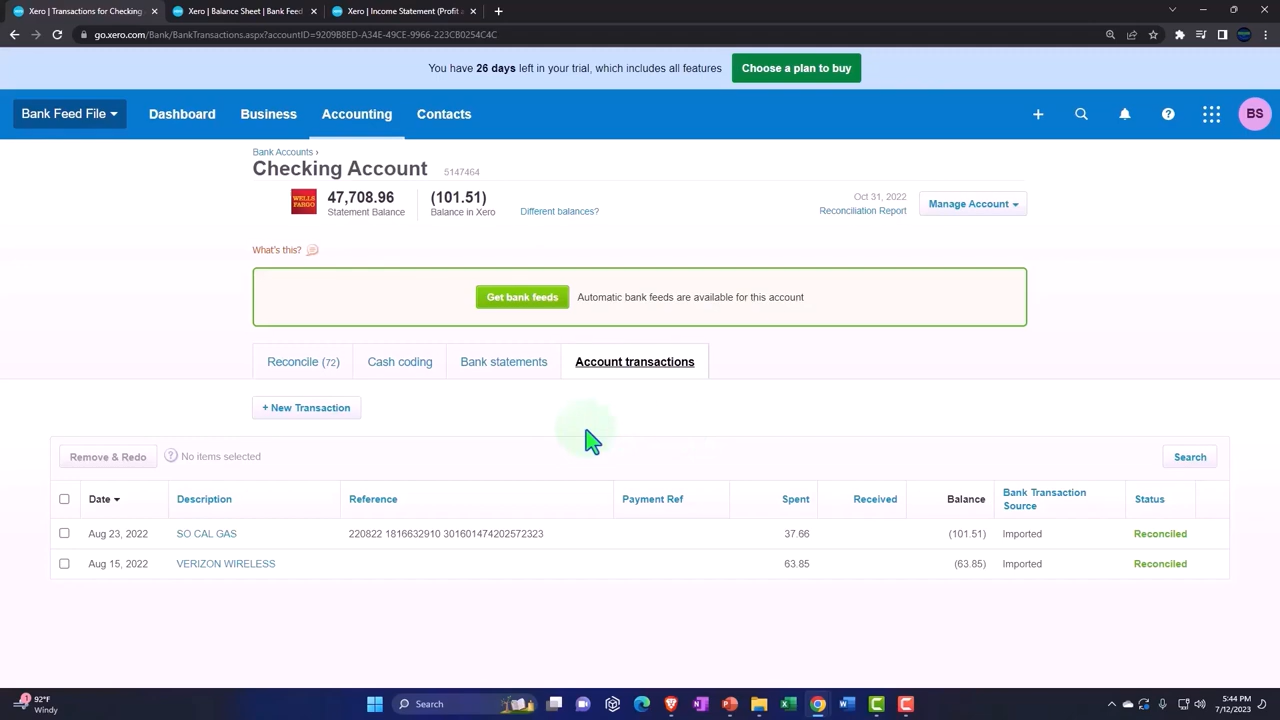 Xero | Transactions for Checking
Xero | Balance Sheet - Bank Feed
Xero | Income Statement (Profit a
go.xero.com/Bank/BankTransactions.aspx?accountID=9209B8ED-A34E-49CE-9966-223CB0254C4C
You have 26 days left in your trial, which includes all features
Choose a plan to buy
Bank Feed File
Dashboard
Business
Accounting
Contacts
BS
Bank Accounts ›
Checking Account 5147464
WELLS FARGO
47,708.96
Statement Balance
(101.51)
Balance in Xero
Different balances?
Oct 31, 2022
Reconciliation Report
Manage Account
What's this?
Get bank feeds
Automatic bank feeds are available for this account
Reconcile (72)
Cash coding
Bank statements
Account transactions
+ New Transaction
Remove & Redo
? No items selected
Search
Date Description Reference Payment Ref Spent Received Balance Bank Transaction Source Status
Aug 23, 2022 SO CAL GAS 220822 1816632910 301601474202572323 37.66 (101.51) Imported Reconciled
Aug 15, 2022 VERIZON WIRELESS 63.85 (63.85) Imported Reconciled
1
92°F
Windy
Search
5:44 PM
7/12/2023